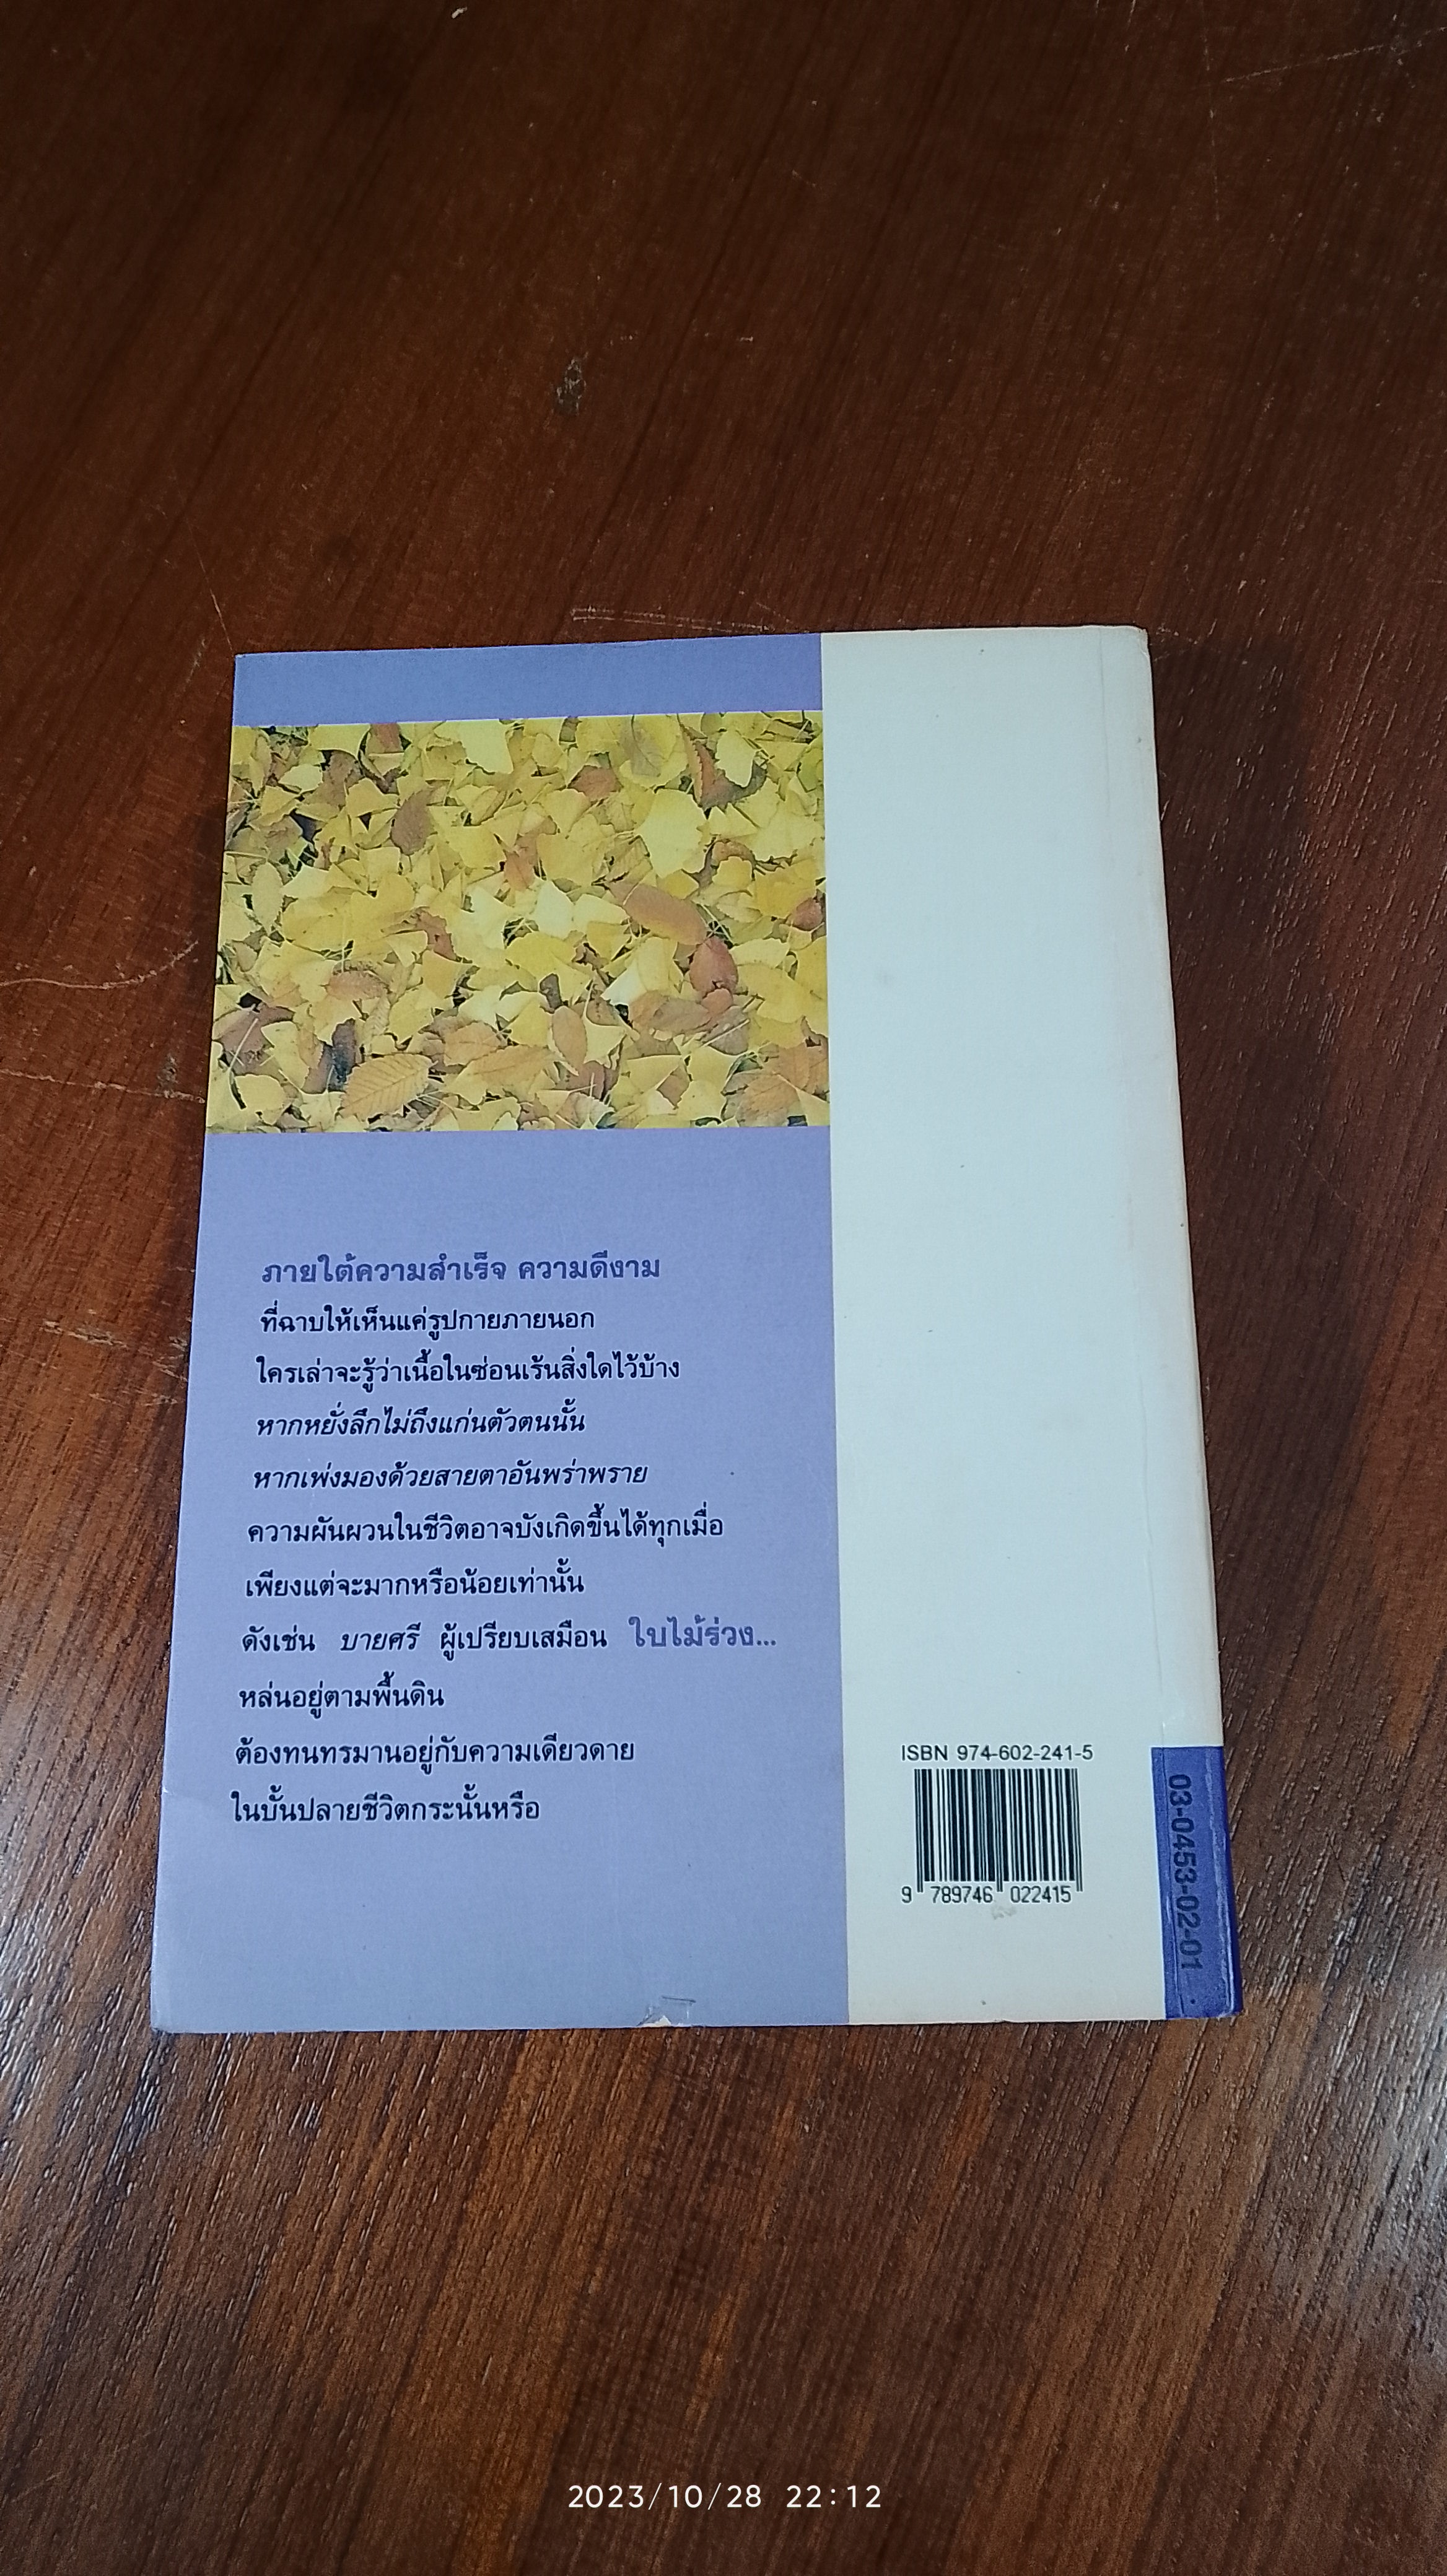 ภายใต้ความสำเร็จ ความดีงาม
ที่ฉาบให้เห็นแค่รูปกายภายนอก
ใครเล่าจะรู้ว่าเนื้อในซ่อนเร้นสิ่งใดไว้บ้าง
หากหยั่งลึกไม่ถึงแก่นตัวตนนั้น
หากเพ่งมองด้วยสายตาอันพร่าพราย
ความผันผวนในชีวิตอาจบังเกิดขึ้นได้ทุกเมื่อ
เพียงแต่จะมากหรือน้อยเท่านั้น
ดังเช่น บายศรี ผู้เปรียบเสมือน ใบไม้ร่วง...
หล่นอยู่ตามพื้นดิน
ต้องทนทรมานอยู่กับความเดียวดาย
ในบั้นปลายชีวิตกระนั้นหรือ
ISBN 974-602-241-5
9 789746 022415
03-0453-02-01
2023/10/28 22:12